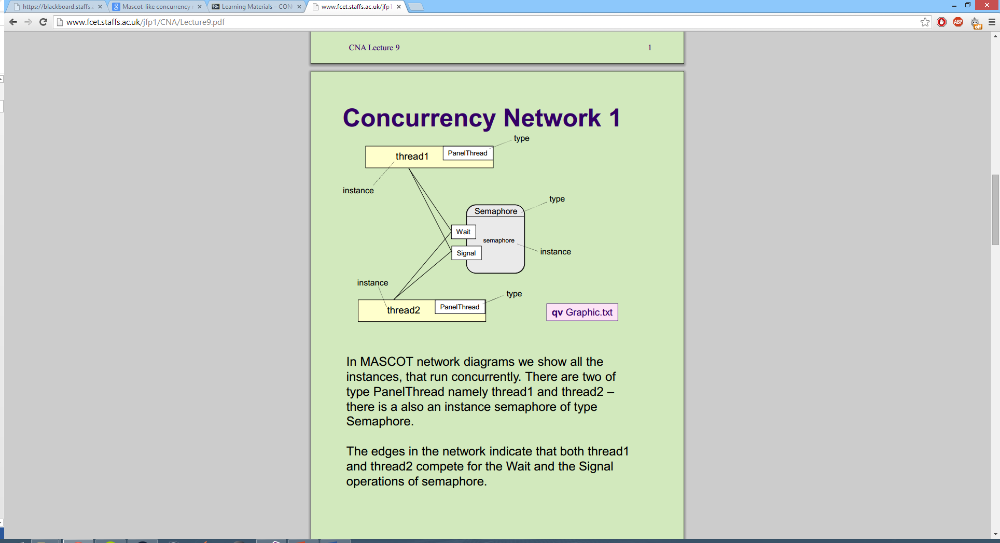 https://blackboard.staffs.a
Mascot-like concurrency
Learning Materials – CON
www.fcet.staffs.ac.uk/jfp1
www.fcet.staffs.ac.uk/jfp1/CNA/Lecture9.pdf
ABP
off
CNA Lecture 9 1
Concurrency Network 1
type
thread1 PanelThread
instance
type
Semaphore
Wait
semaphore
Signal
instance
instance
type
thread2 PanelThread
qv Graphic.txt
In MASCOT network diagrams we show all the
instances, that run concurrently. There are two of
type PanelThread namely thread1 and thread2 –
there is a also an instance semaphore of type
Semaphore.
The edges in the network indicate that both thread1
and thread2 compete for the Wait and the Signal
operations of semaphore.